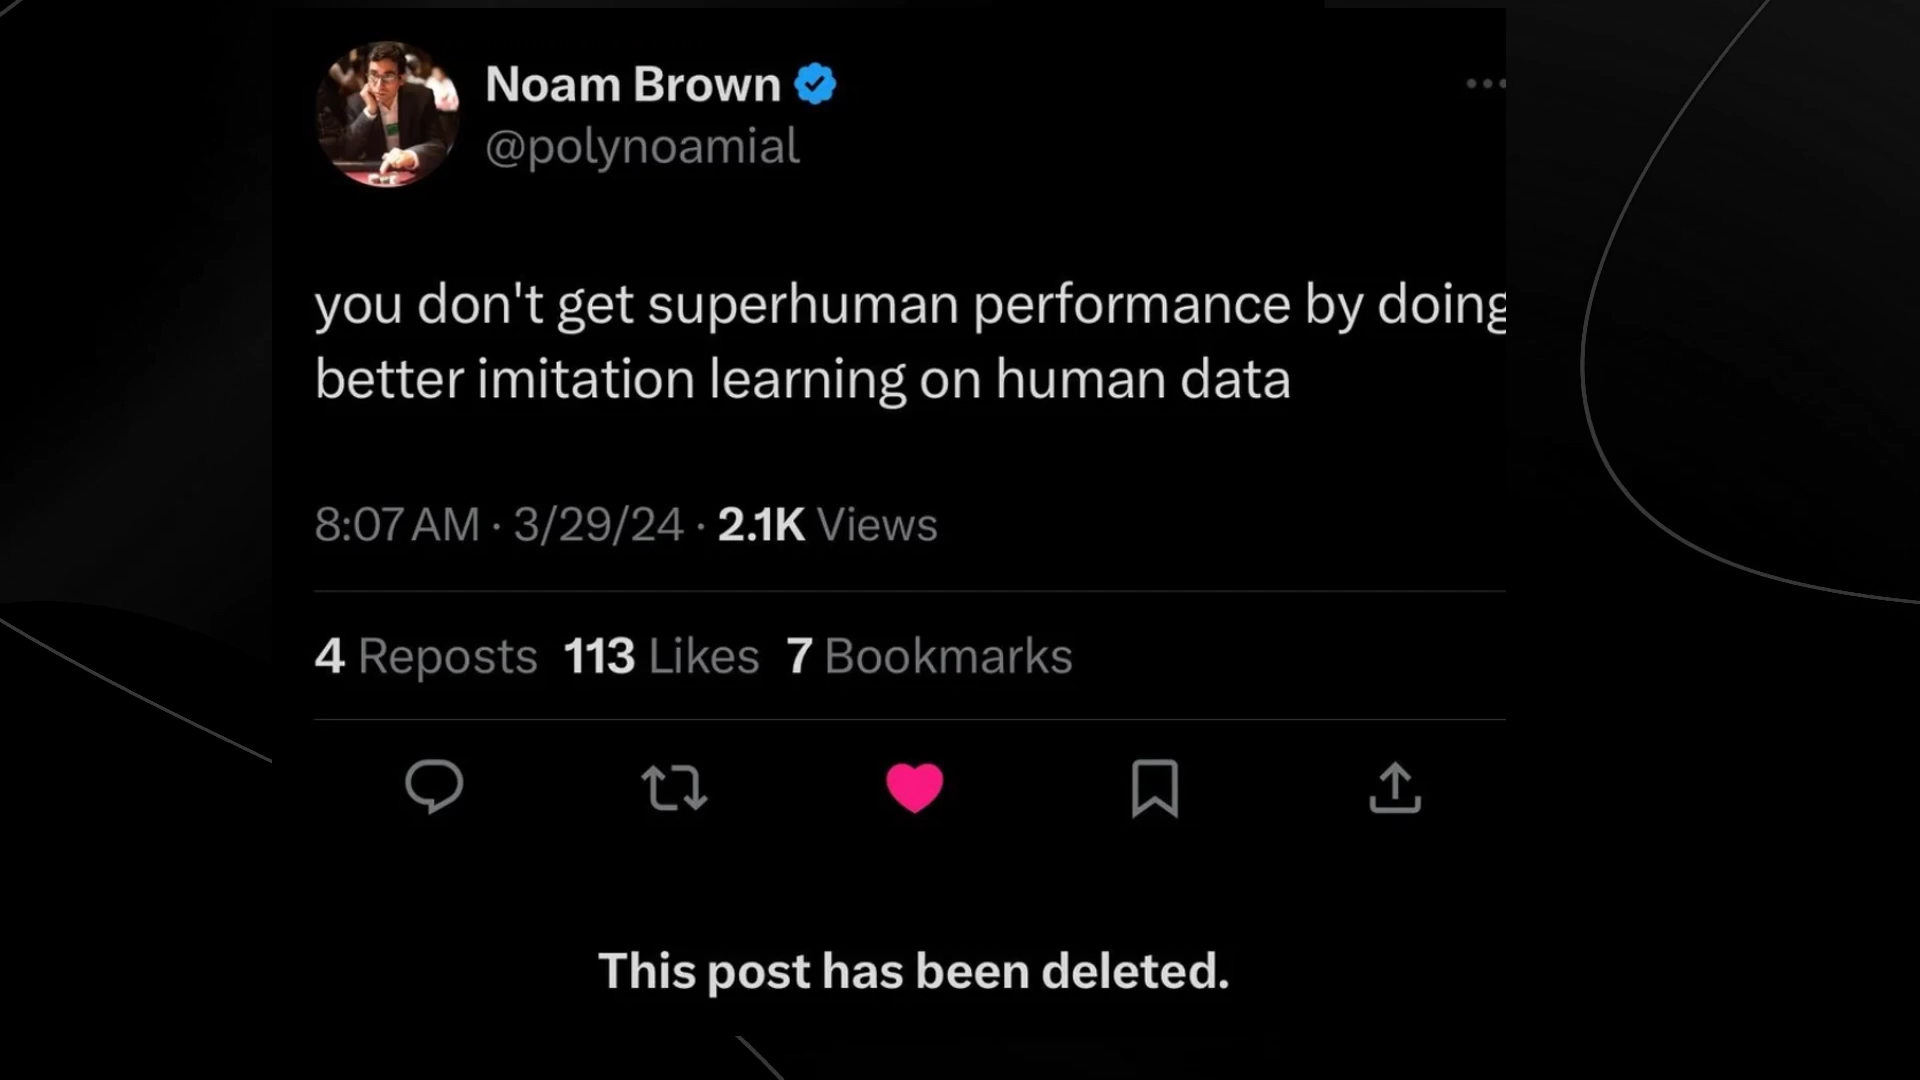 Noam Brown
@polynoamial
you don't get superhuman performance by doing
better imitation learning on human data
8:07 AM · 3/29/24 · 2.1K Views
4 Reposts 113 Likes 7 Bookmarks
This post has been deleted.